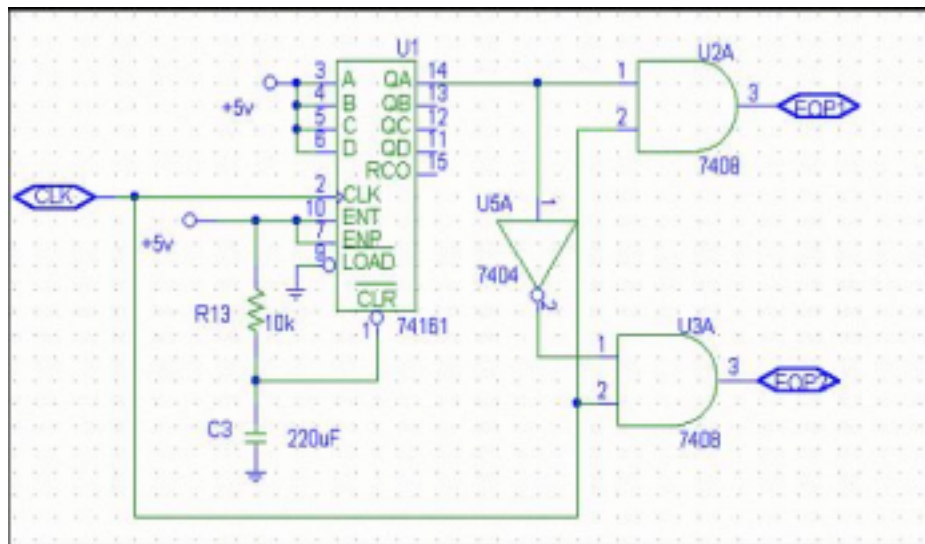 U1
U2A
3 A QA 14
4 B QB 13
5 C QC 12
6 D QD 11
RCO 15
+5v
1
2
3
EOP1
7408
CLK
2 CLK
10 ENT
7 ENP
9 LOAD
+5v
CLR
1
74161
U5A
1
7404
2
R13
10k
U3A
1
2
3
EOP2
7408
C3
220uF